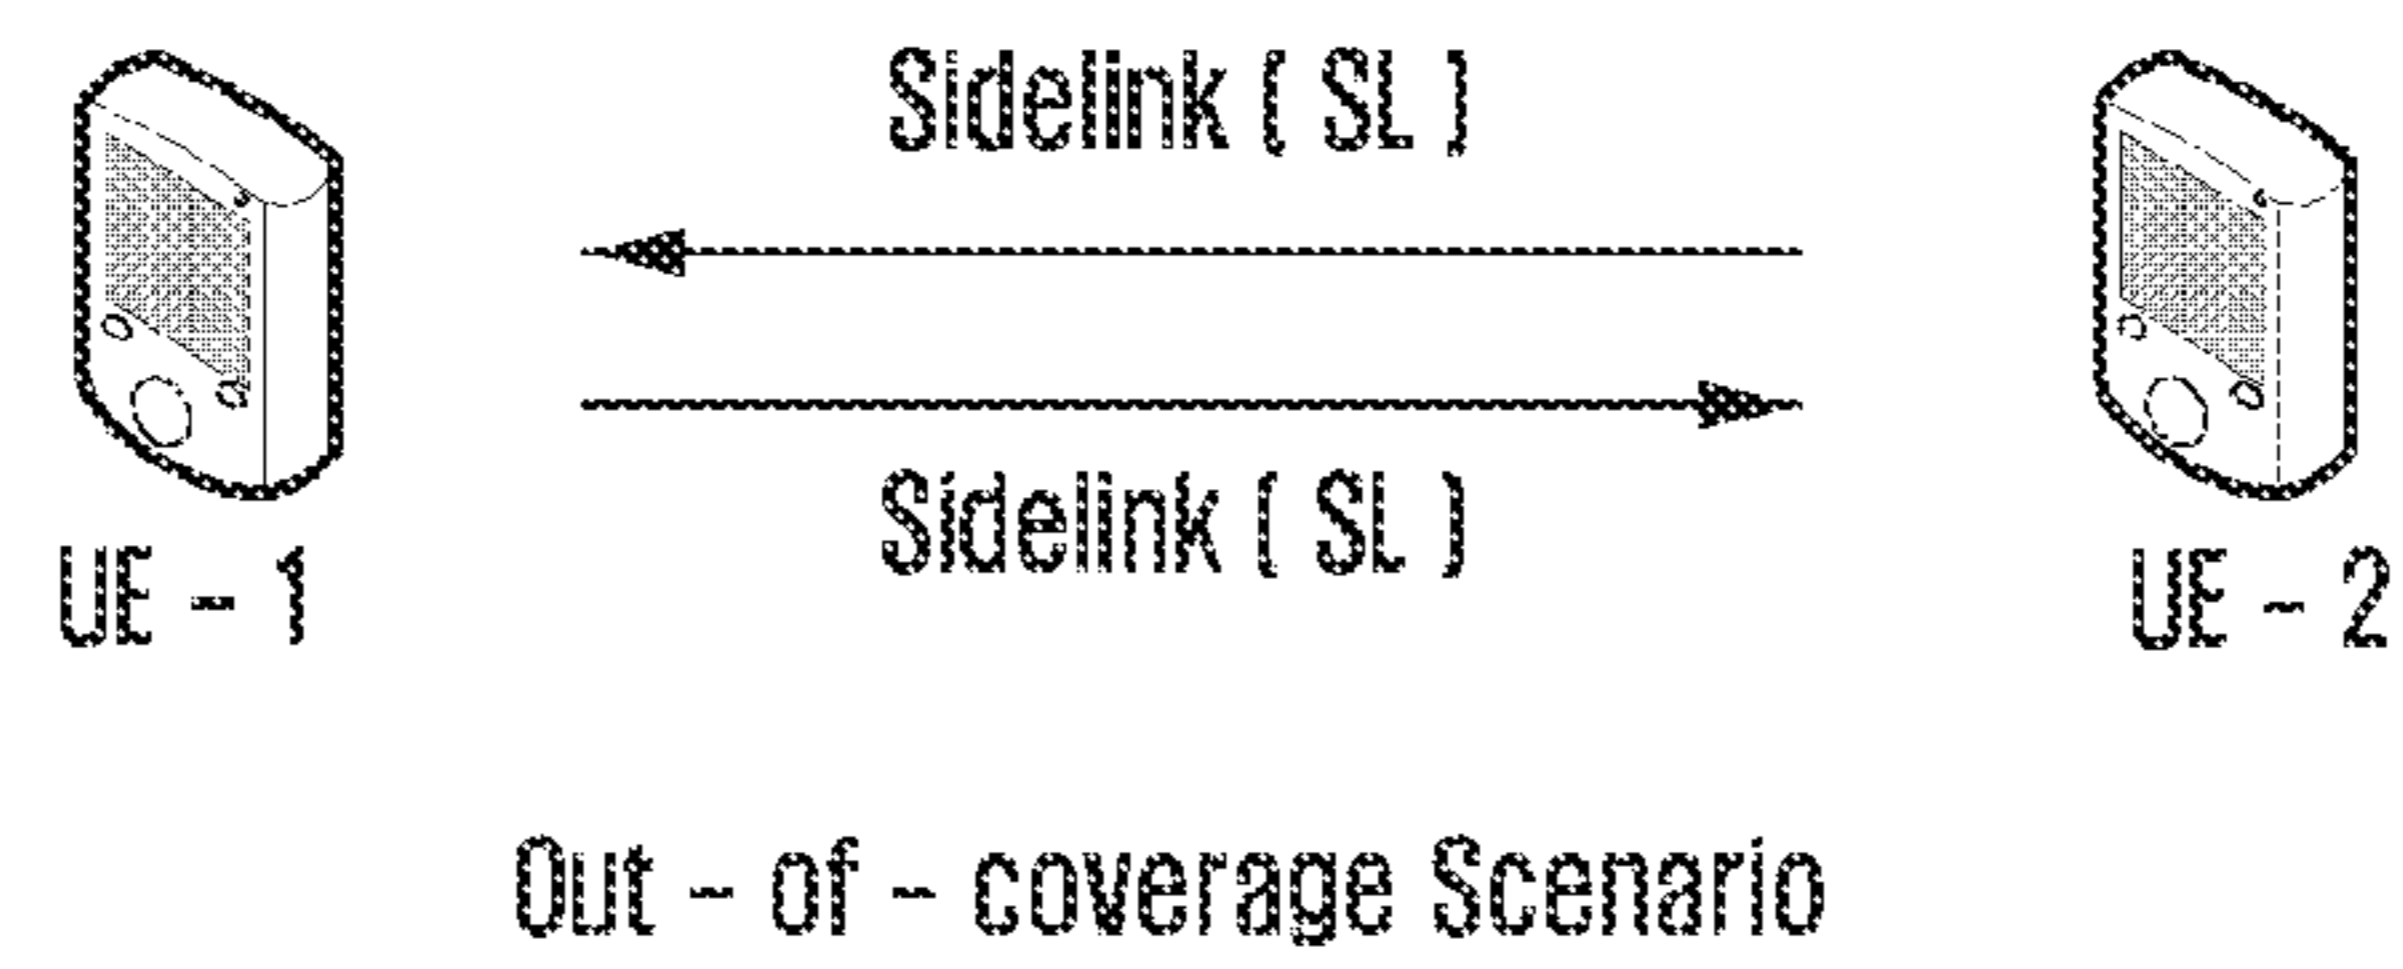 Sidelink ( SL )
Sidelink ( SL )
UE - 1
UE - 2
Out - of - coverage Scenario